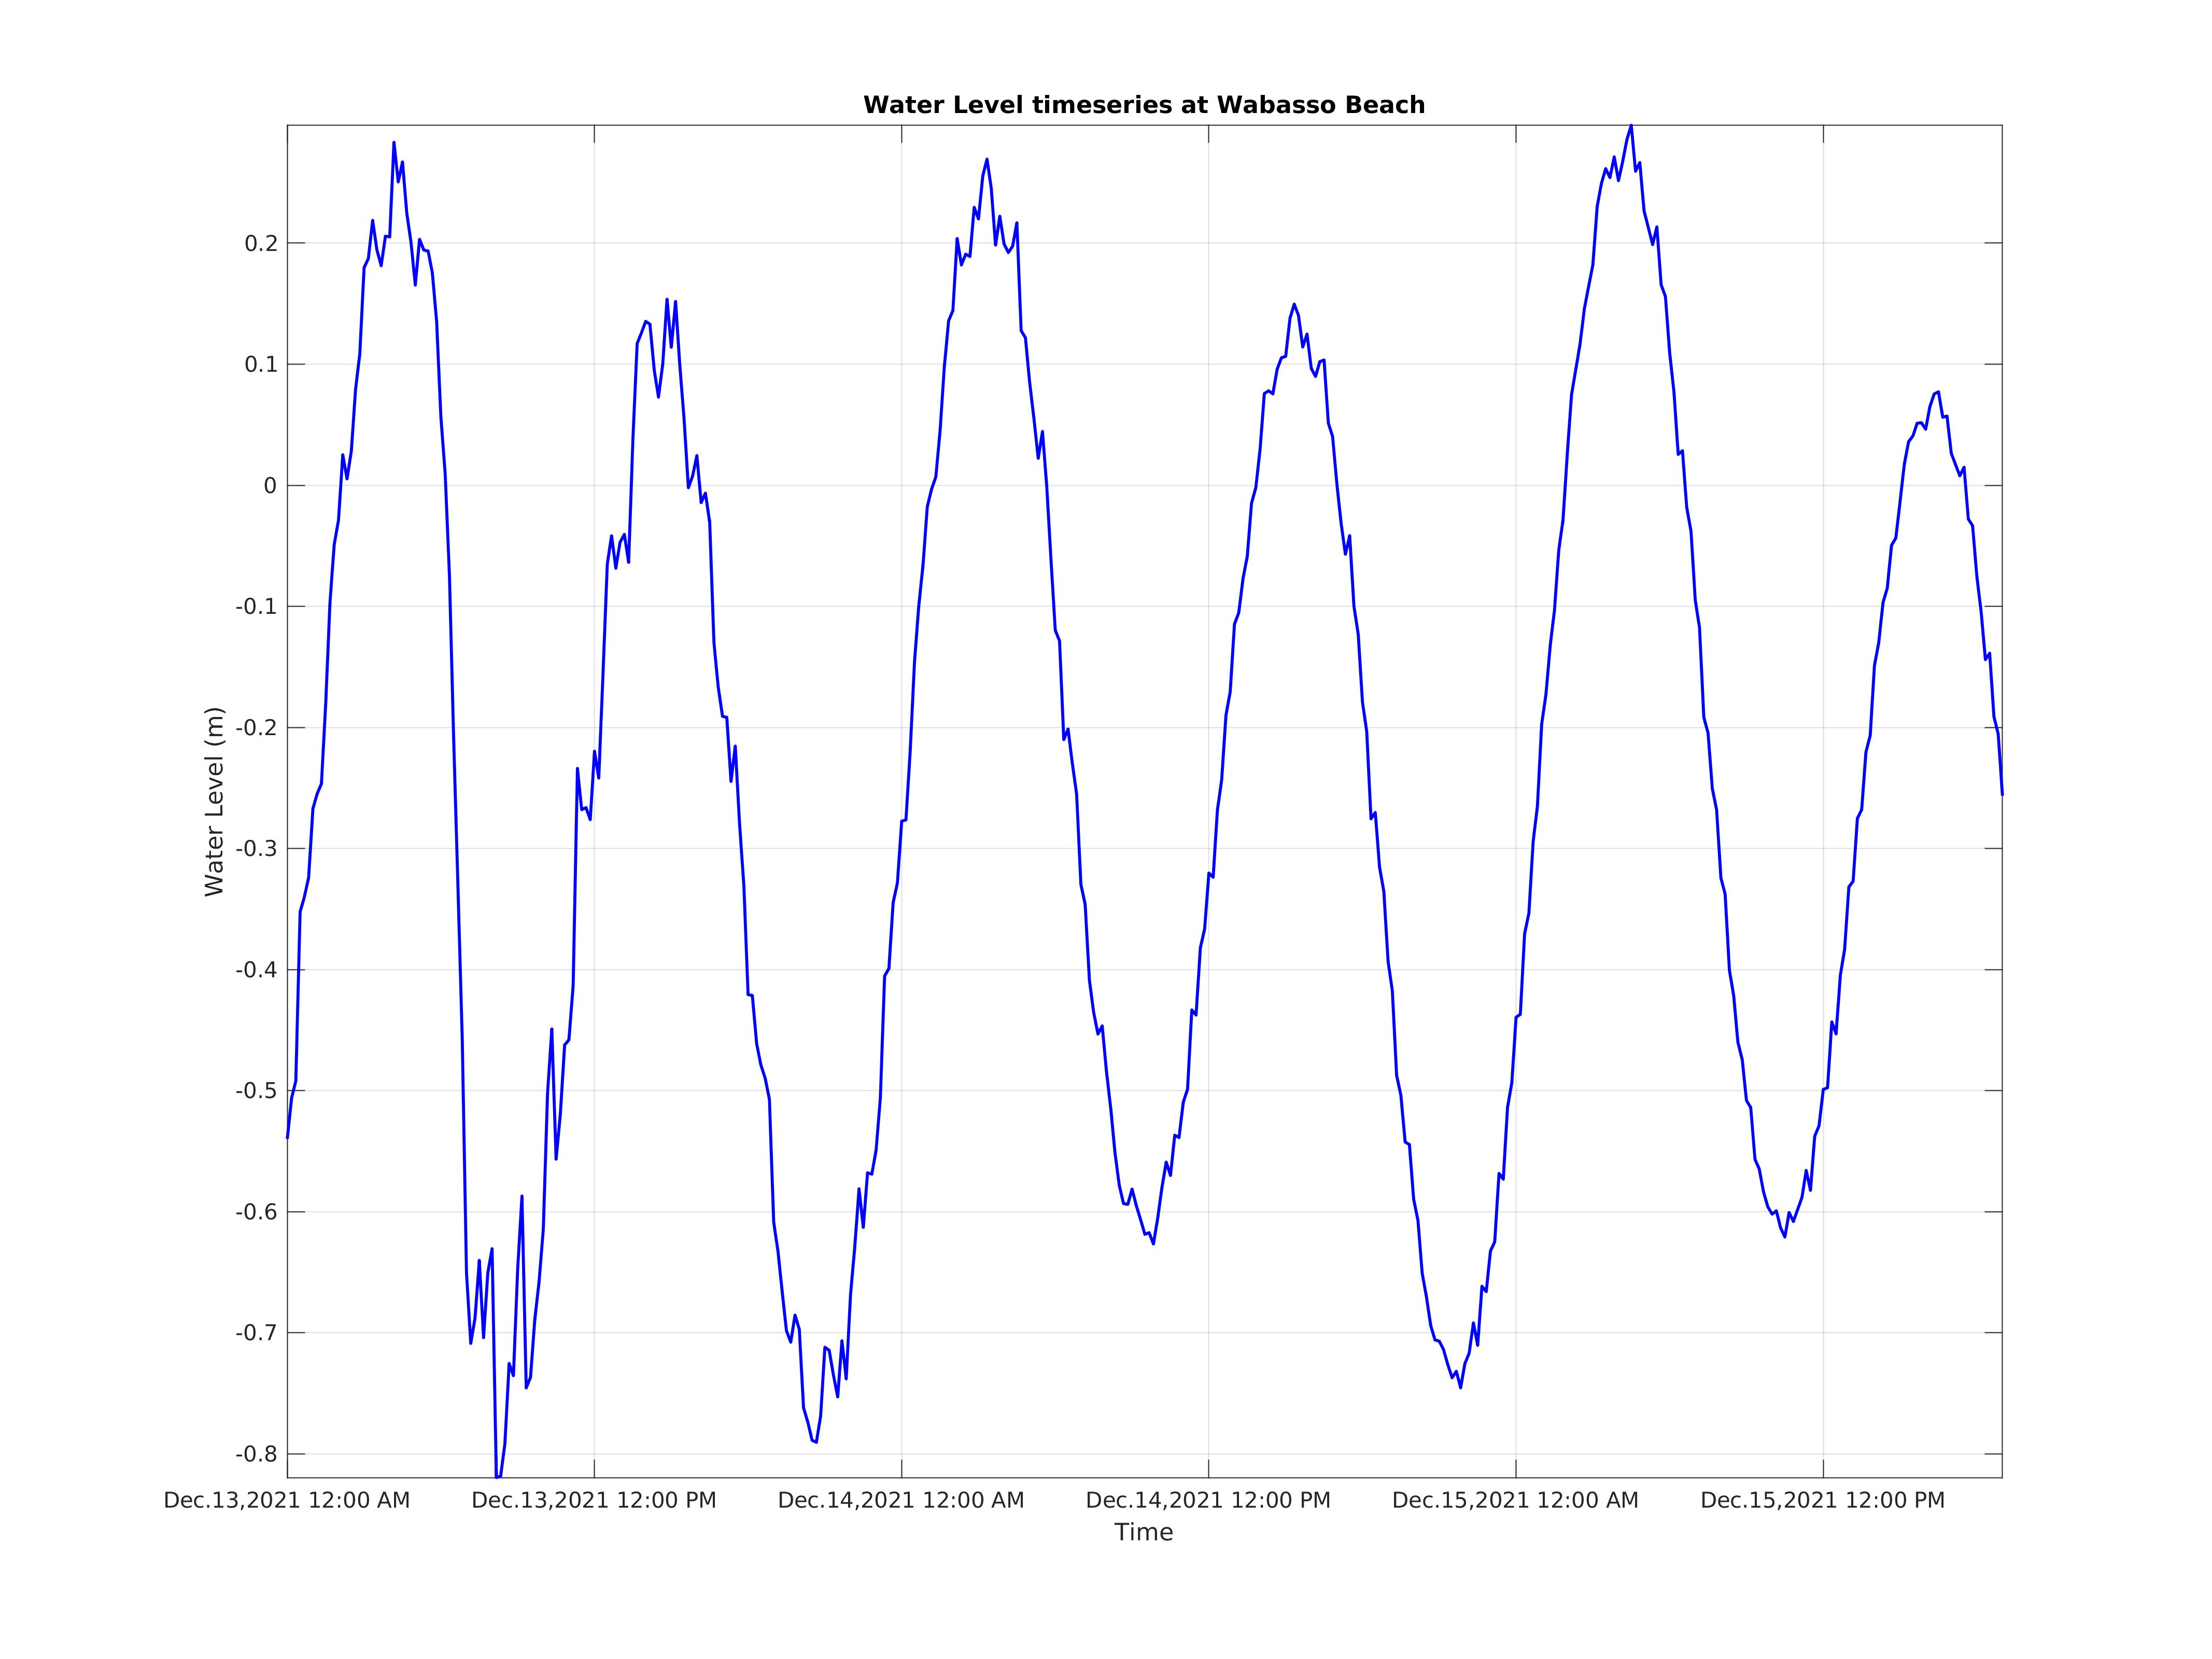 Water Level timeseries at Wabasso Beach
0.2
0.1
0
-0.1
-0.2
-0.3
-0.4
-0.5
-0.6
-0.7
-0.8
Water Level (m)
Dec.13,2021 12:00 AM Dec.13,2021 12:00 PM Dec.14,2021 12:00 AM Dec.14,2021 12:00 PM Dec.15,2021 12:00 AM Dec.15,2021 12:00 PM
Time